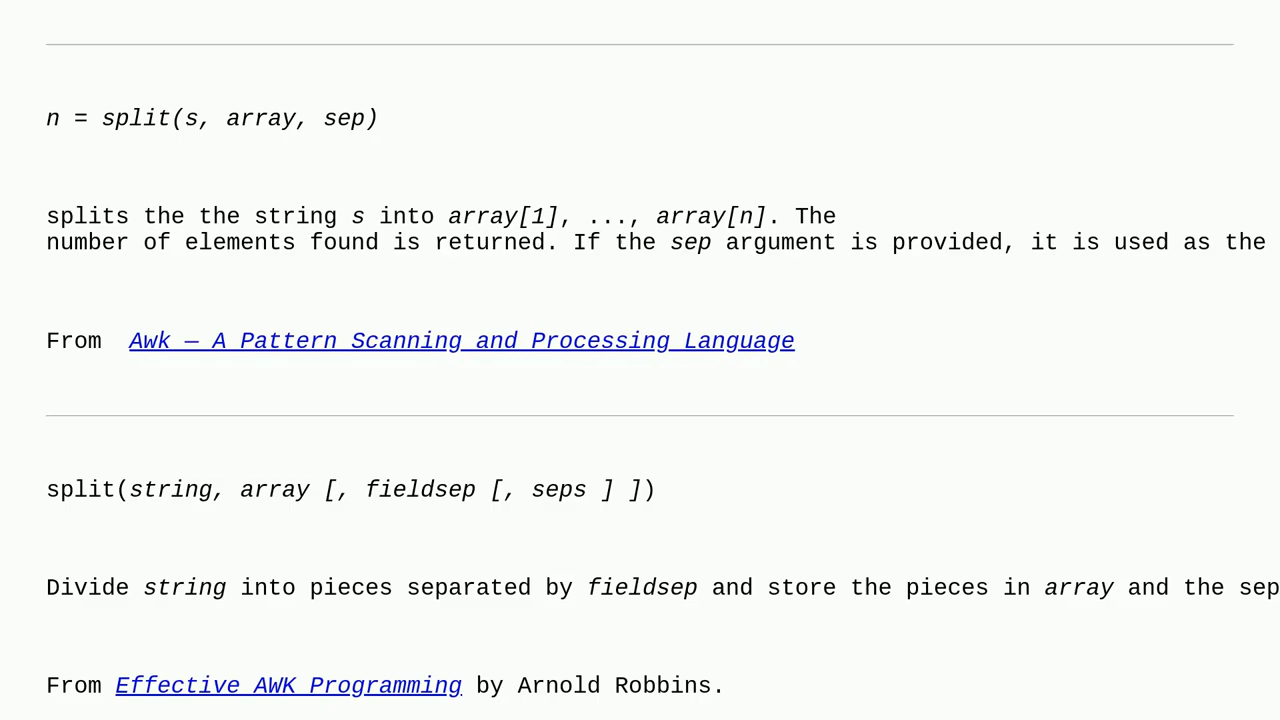 n = split(s, array, sep)
splits the the string s into array[1], ..., array[n]. The
number of elements found is returned. If the sep argument is provided, it is used as the
From  Awk — A Pattern Scanning and Processing Language
split(string, array [, fieldsep [, seps ] ])
Divide string into pieces separated by fieldsep and store the pieces in array and the sep
From Effective AWK Programming by Arnold Robbins.